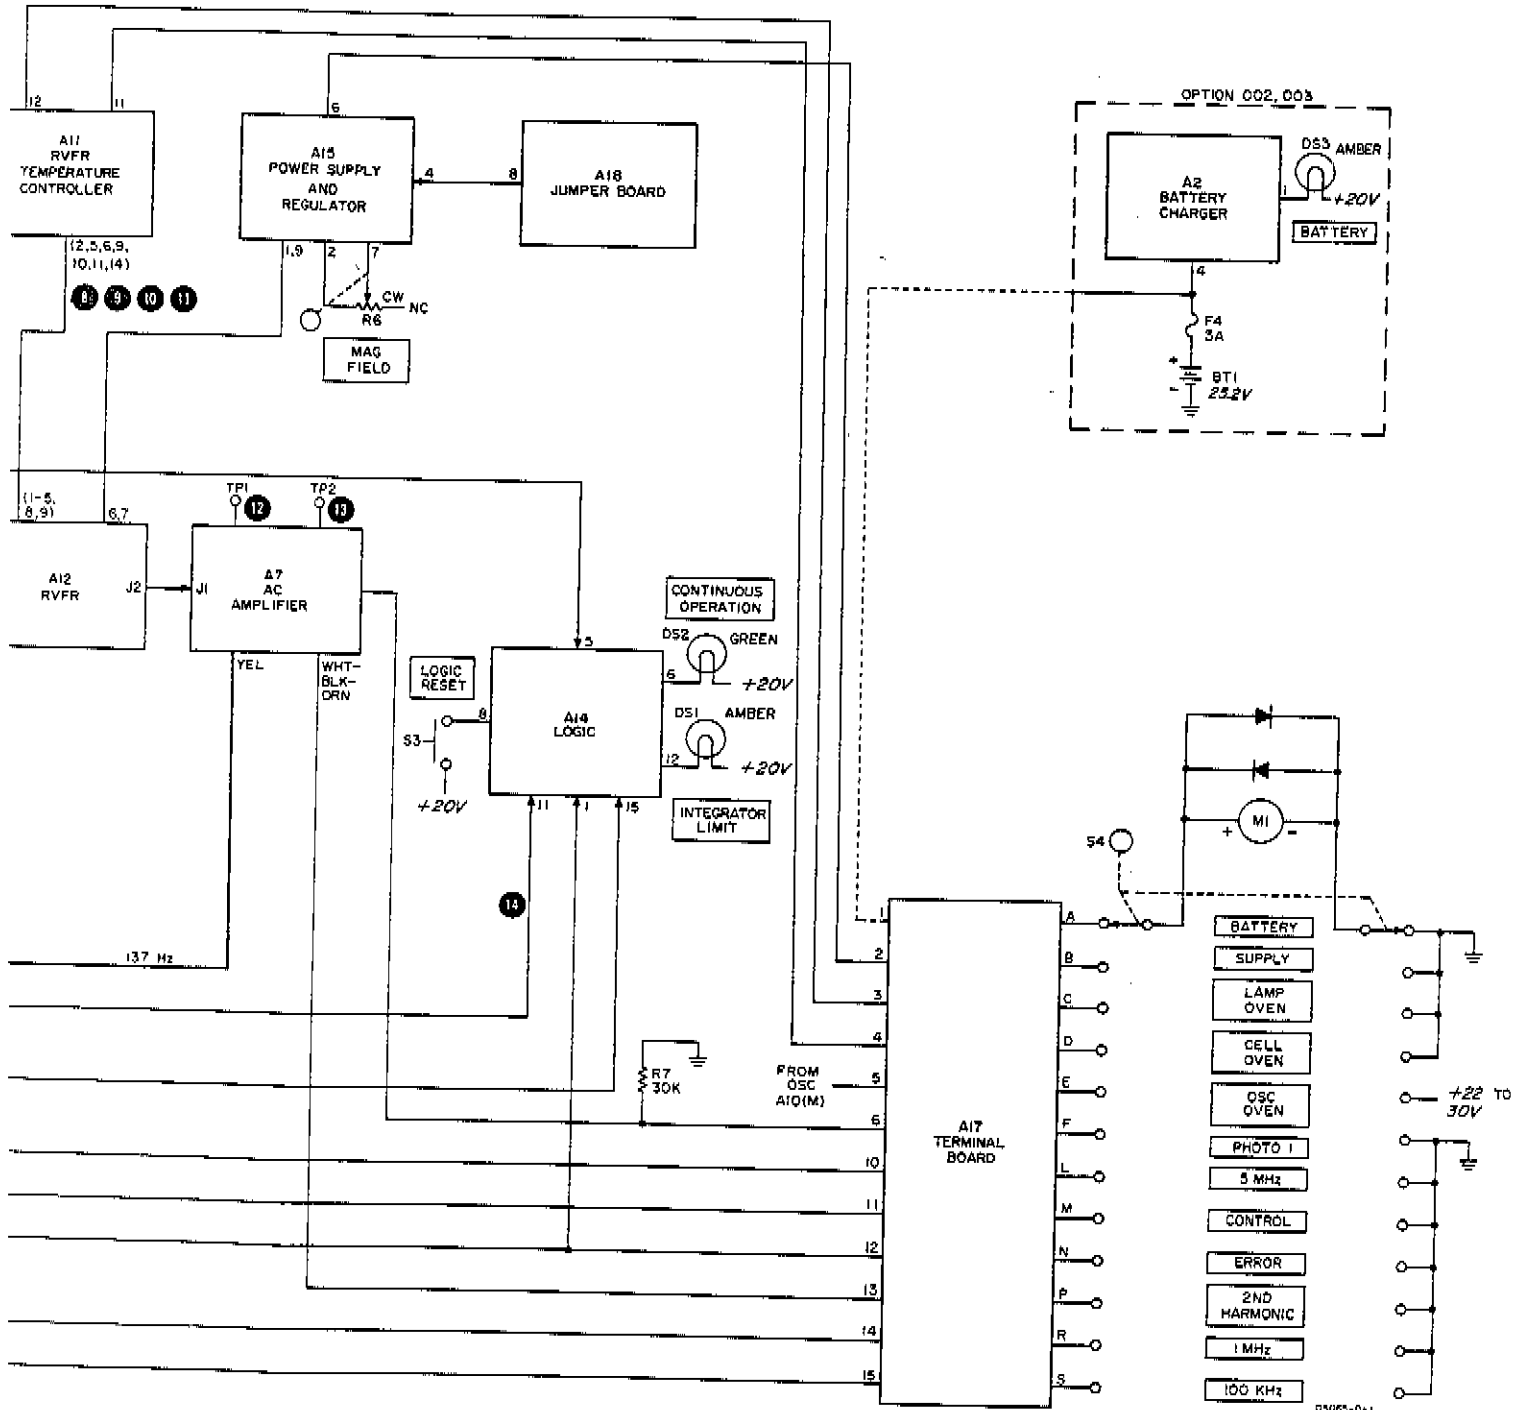 OPTION 002, 003
12
11
A11
RVFR
TEMPERATURE
CONTROLLER
(2,5,6,9,
10,11,14)
8 9 10 11
6
A15
POWER SUPPLY
AND
REGULATOR
4
1,9
2
7
8
A18
JUMPER BOARD
CW
NC
R6
MAG
FIELD
A2
BATTERY
CHARGER
1
4
DS3 AMBER
+20V
BATTERY
F4
3A
+
-
BT1
25.2V
(1-5,
8,9)
6,7
A12
RVFR
J2
TP1
12
TP2
13
J1
A7
AC
AMPLIFIER
YEL
WHT-
BLK-
ORN
CONTINUOUS
OPERATION
DS2
GREEN
+20V
LOGIC
RESET
S3
+20V
5
6
8
A14
LOGIC
12
11
1
15
DS1 AMBER
+20V
INTEGRATOR
LIMIT
14
137 Hz
R7
30K
FROM
OSC
A10(M)
1
2
3
4
5
6
10
11
12
13
14
15
A17
TERMINAL
BOARD
A
B
C
D
E
F
L
M
N
P
R
S
S4
+
M1
-
BATTERY
SUPPLY
LAMP
OVEN
CELL
OVEN
OSC
OVEN
PHOTO I
5 MHz
CONTROL
ERROR
2ND
HARMONIC
1 MHz
100 KHz
+22 TO
30V